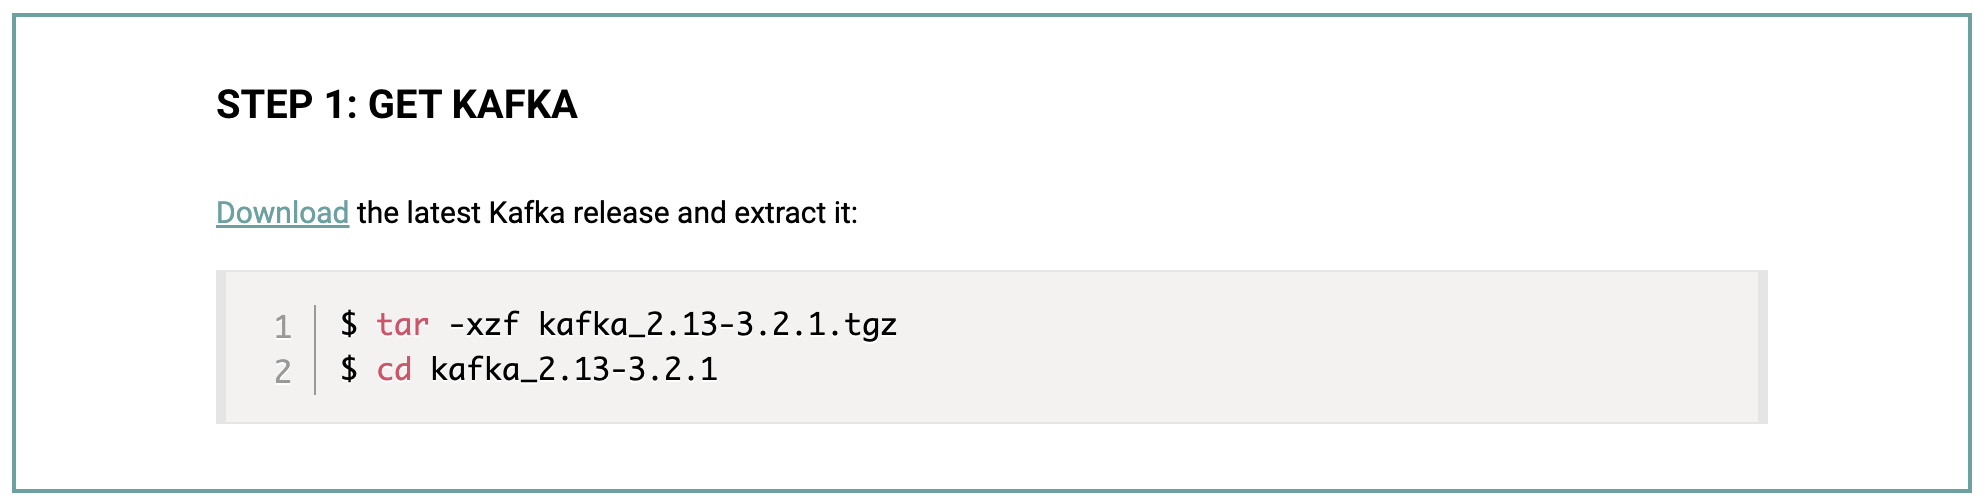 STEP 1: GET KAFKA
Download the latest Kafka release and extract it:
1 $ tar -xzf kafka_2.13-3.2.1.tgz
2 $ cd kafka_2.13-3.2.1